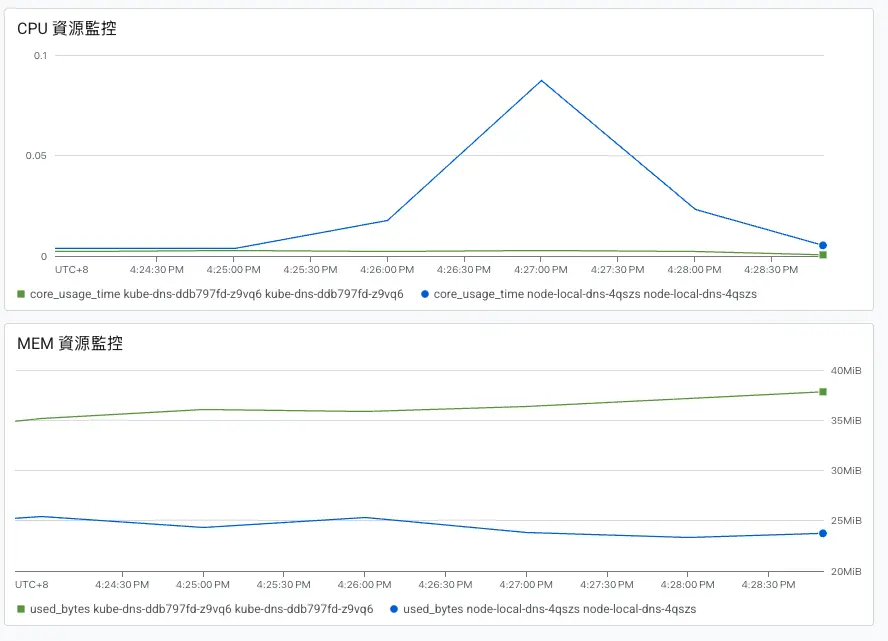 CPU 資源監控
0.1
0.05
0
UTC+8 4:24:30 PM 4:25:00 PM 4:25:30 PM 4:26:00 PM 4:26:30 PM 4:27:00 PM 4:27:30 PM 4:28:00 PM 4:28:30 PM
core_usage_time kube-dns-ddb797fd-z9vq6 kube-dns-ddb797fd-z9vq6 core_usage_time node-local-dns-4qszs node-local-dns-4qszs
MEM 資源監控
40MiB
35MiB
30MiB
25MiB
20MiB
UTC+8 4:24:30 PM 4:25:00 PM 4:25:30 PM 4:26:00 PM 4:26:30 PM 4:27:00 PM 4:27:30 PM 4:28:00 PM 4:28:30 PM
used_bytes kube-dns-ddb797fd-z9vq6 kube-dns-ddb797fd-z9vq6 used_bytes node-local-dns-4qszs node-local-dns-4qszs